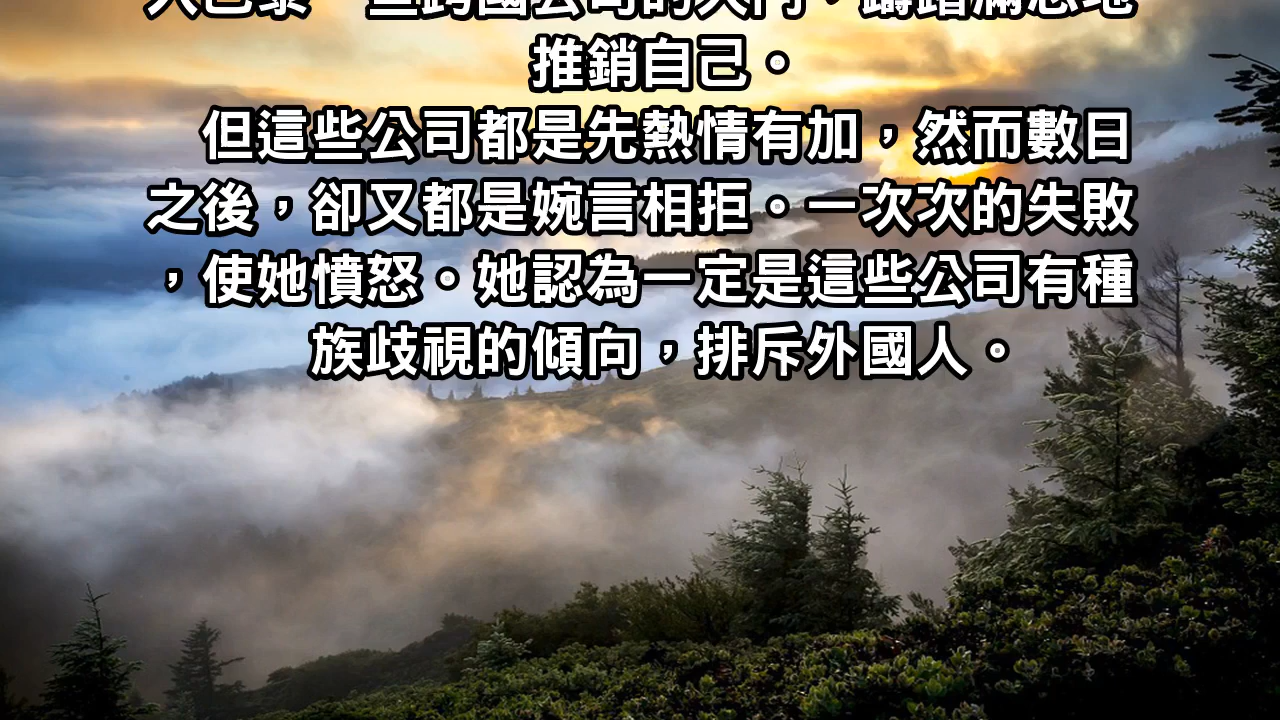 推銷自己。
但這些公司都是先熱情有加，然而數日
之後，卻又都是婉言相拒。一次次的失敗
，使她憤怒。她認為一定是這些公司有種
族歧視的傾向，排斥外國人。